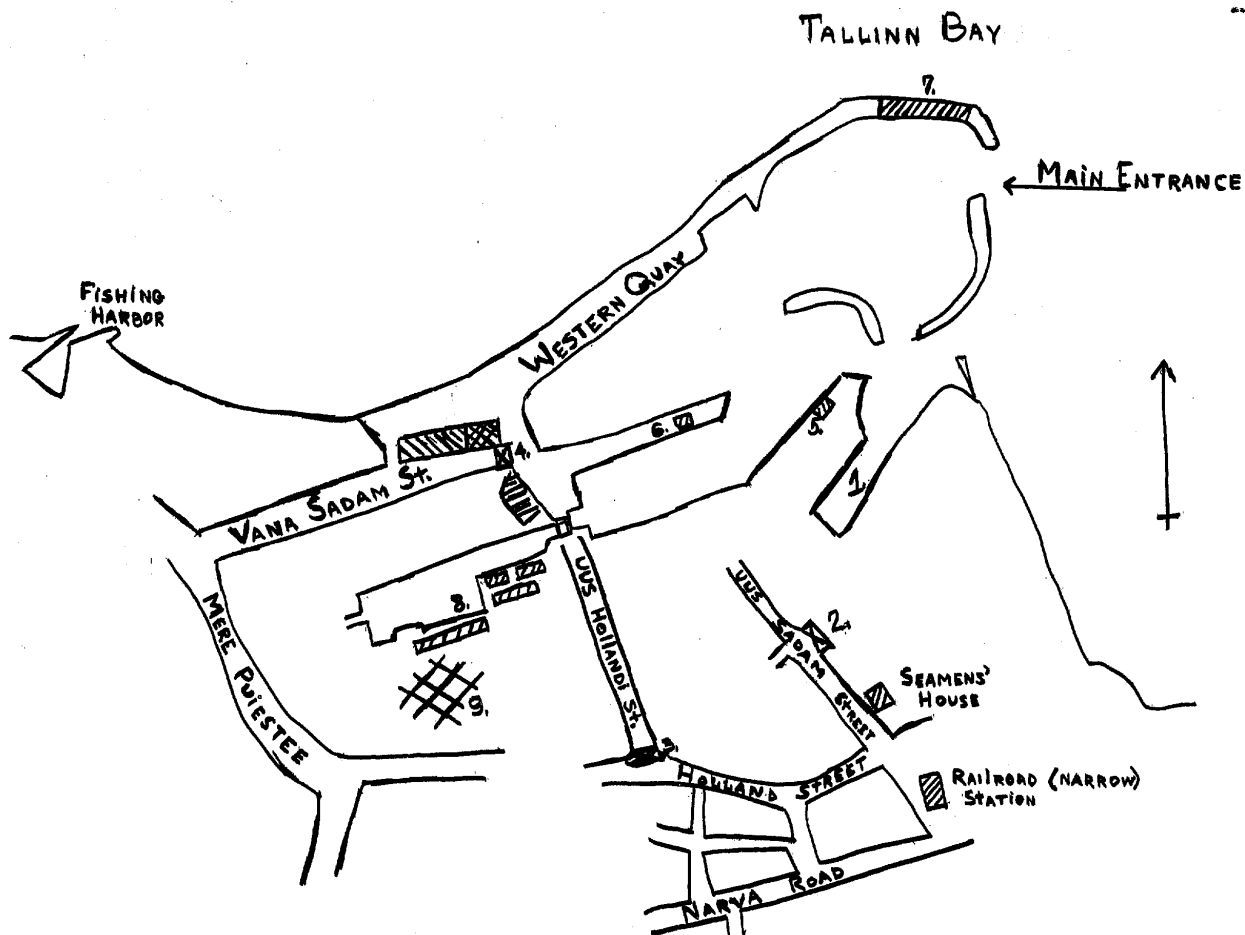 TALLINN BAY
7.
MAIN ENTRANCE
FISHING
HARBOR
WESTERN QUAY
6.
5.
4.
1.
VANA SADAM St.
UUS HOLLANDI St.
UUS SADAM STREET
2.
8.
MERE PUIESTEE
9.
SEAMENS'
HOUSE
3.
HOLLAND STREET
RAILROAD (NARROW)
STATION
NARVA ROAD